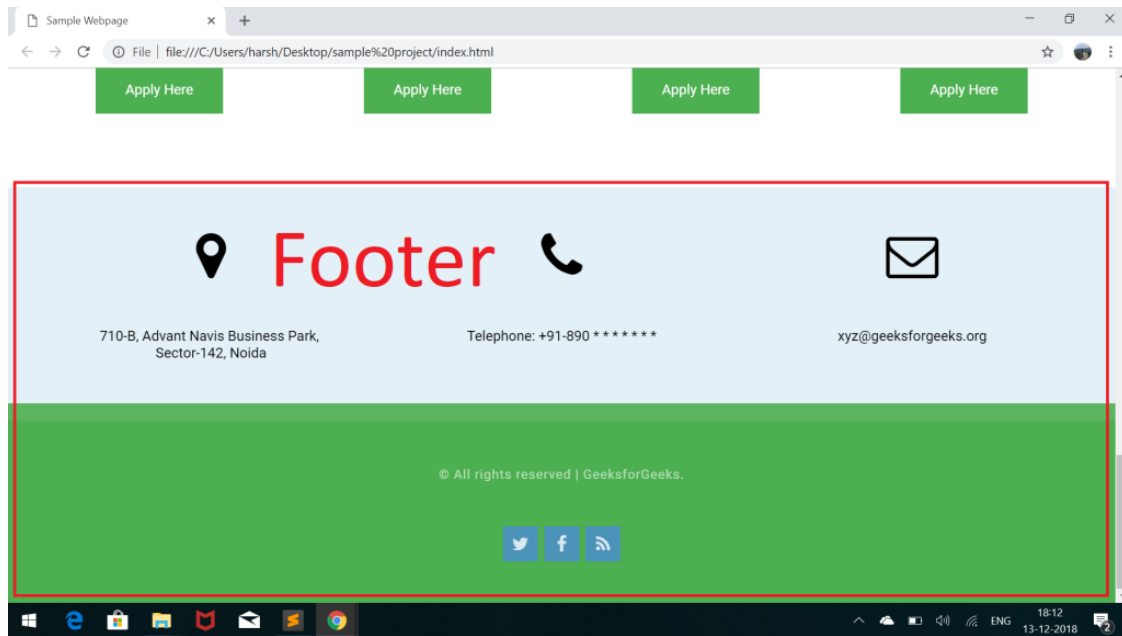 Sample Webpage
File | file:///C:/Users/harsh/Desktop/sample%20project/index.html
Apply Here Apply Here Apply Here Apply Here
Footer
710-B, Advant Navis Business Park,
Sector-142, Noida
Telephone: +91-890 * * * * * * *
xyz@geeksforgeeks.org
© All rights reserved | GeeksforGeeks.
ENG
18:12
13-12-2018
2